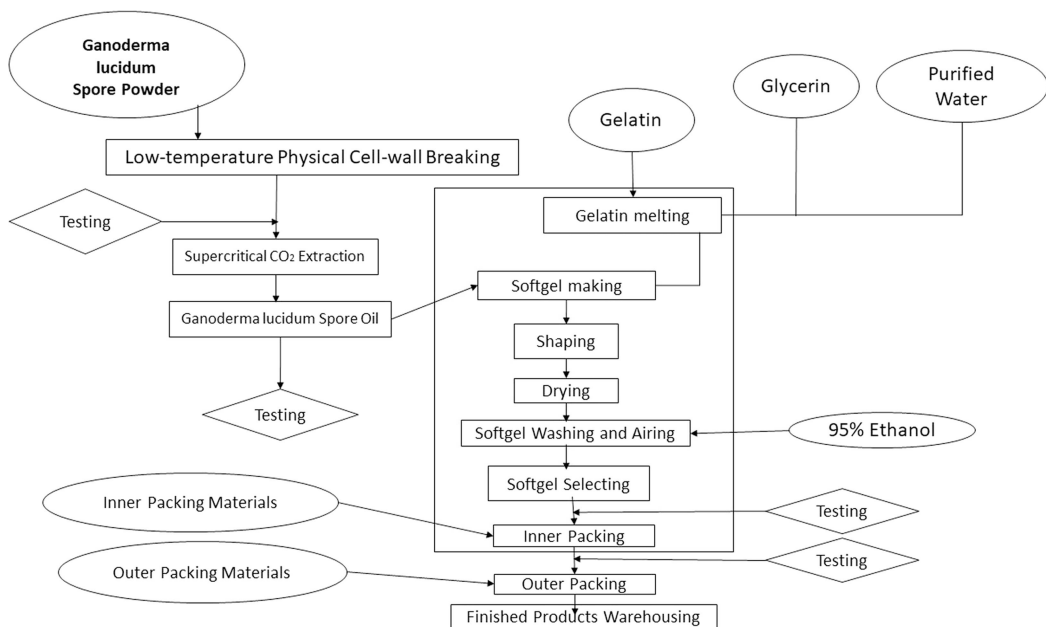 Ganoderma
lucidum
Spore Powder
Glycerin
Purified
Water
Gelatin
Low-temperature Physical Cell-wall Breaking
Testing
Gelatin melting
Supercritical CO₂ Extraction
Softgel making
Ganoderma lucidum Spore Oil
Shaping
Drying
Testing
Softgel Washing and Airing
95% Ethanol
Softgel Selecting
Inner Packing Materials
Testing
Inner Packing
Testing
Outer Packing Materials
Outer Packing
Finished Products Warehousing